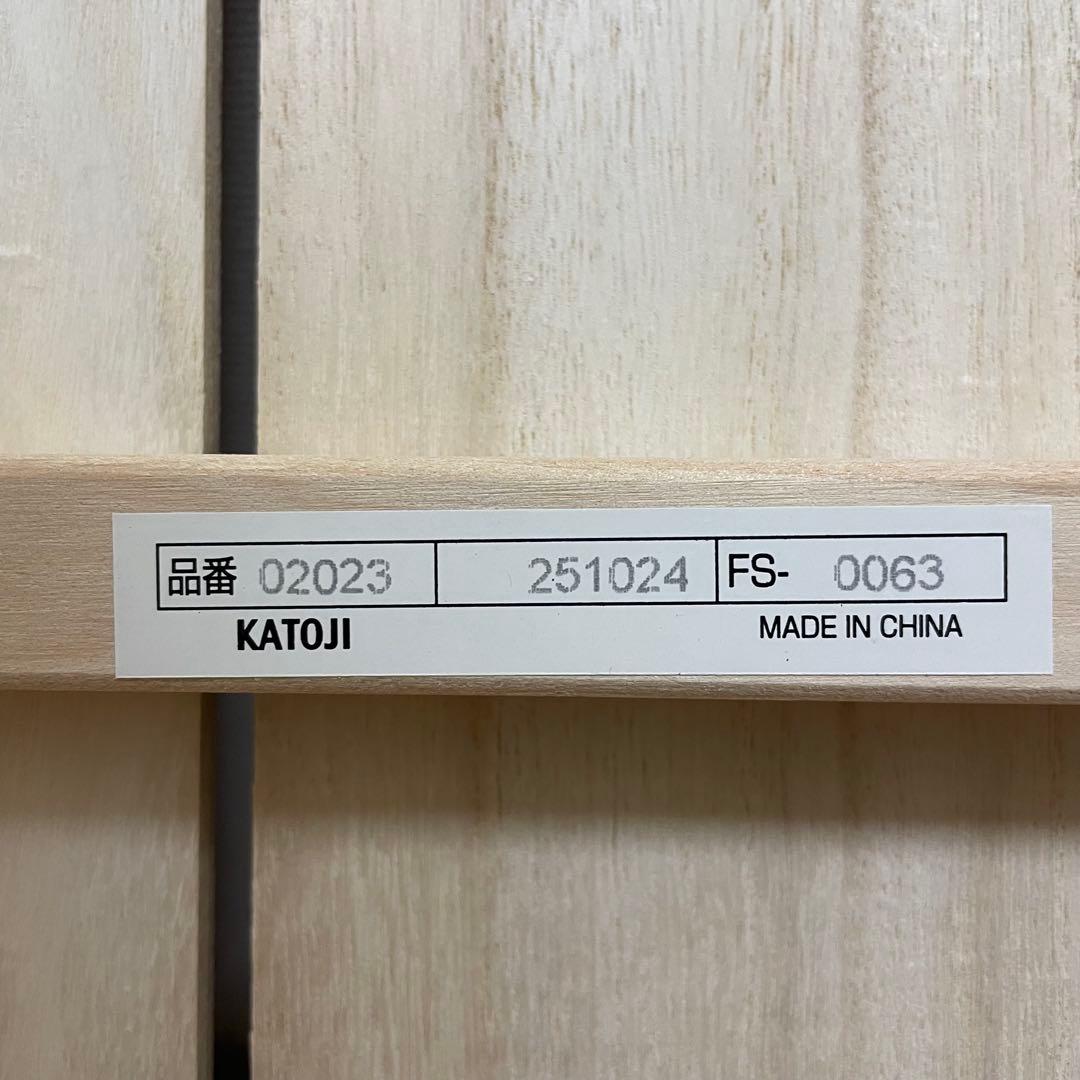 品番 02023 251024 FS- 0063
KATOJI MADE IN CHINA